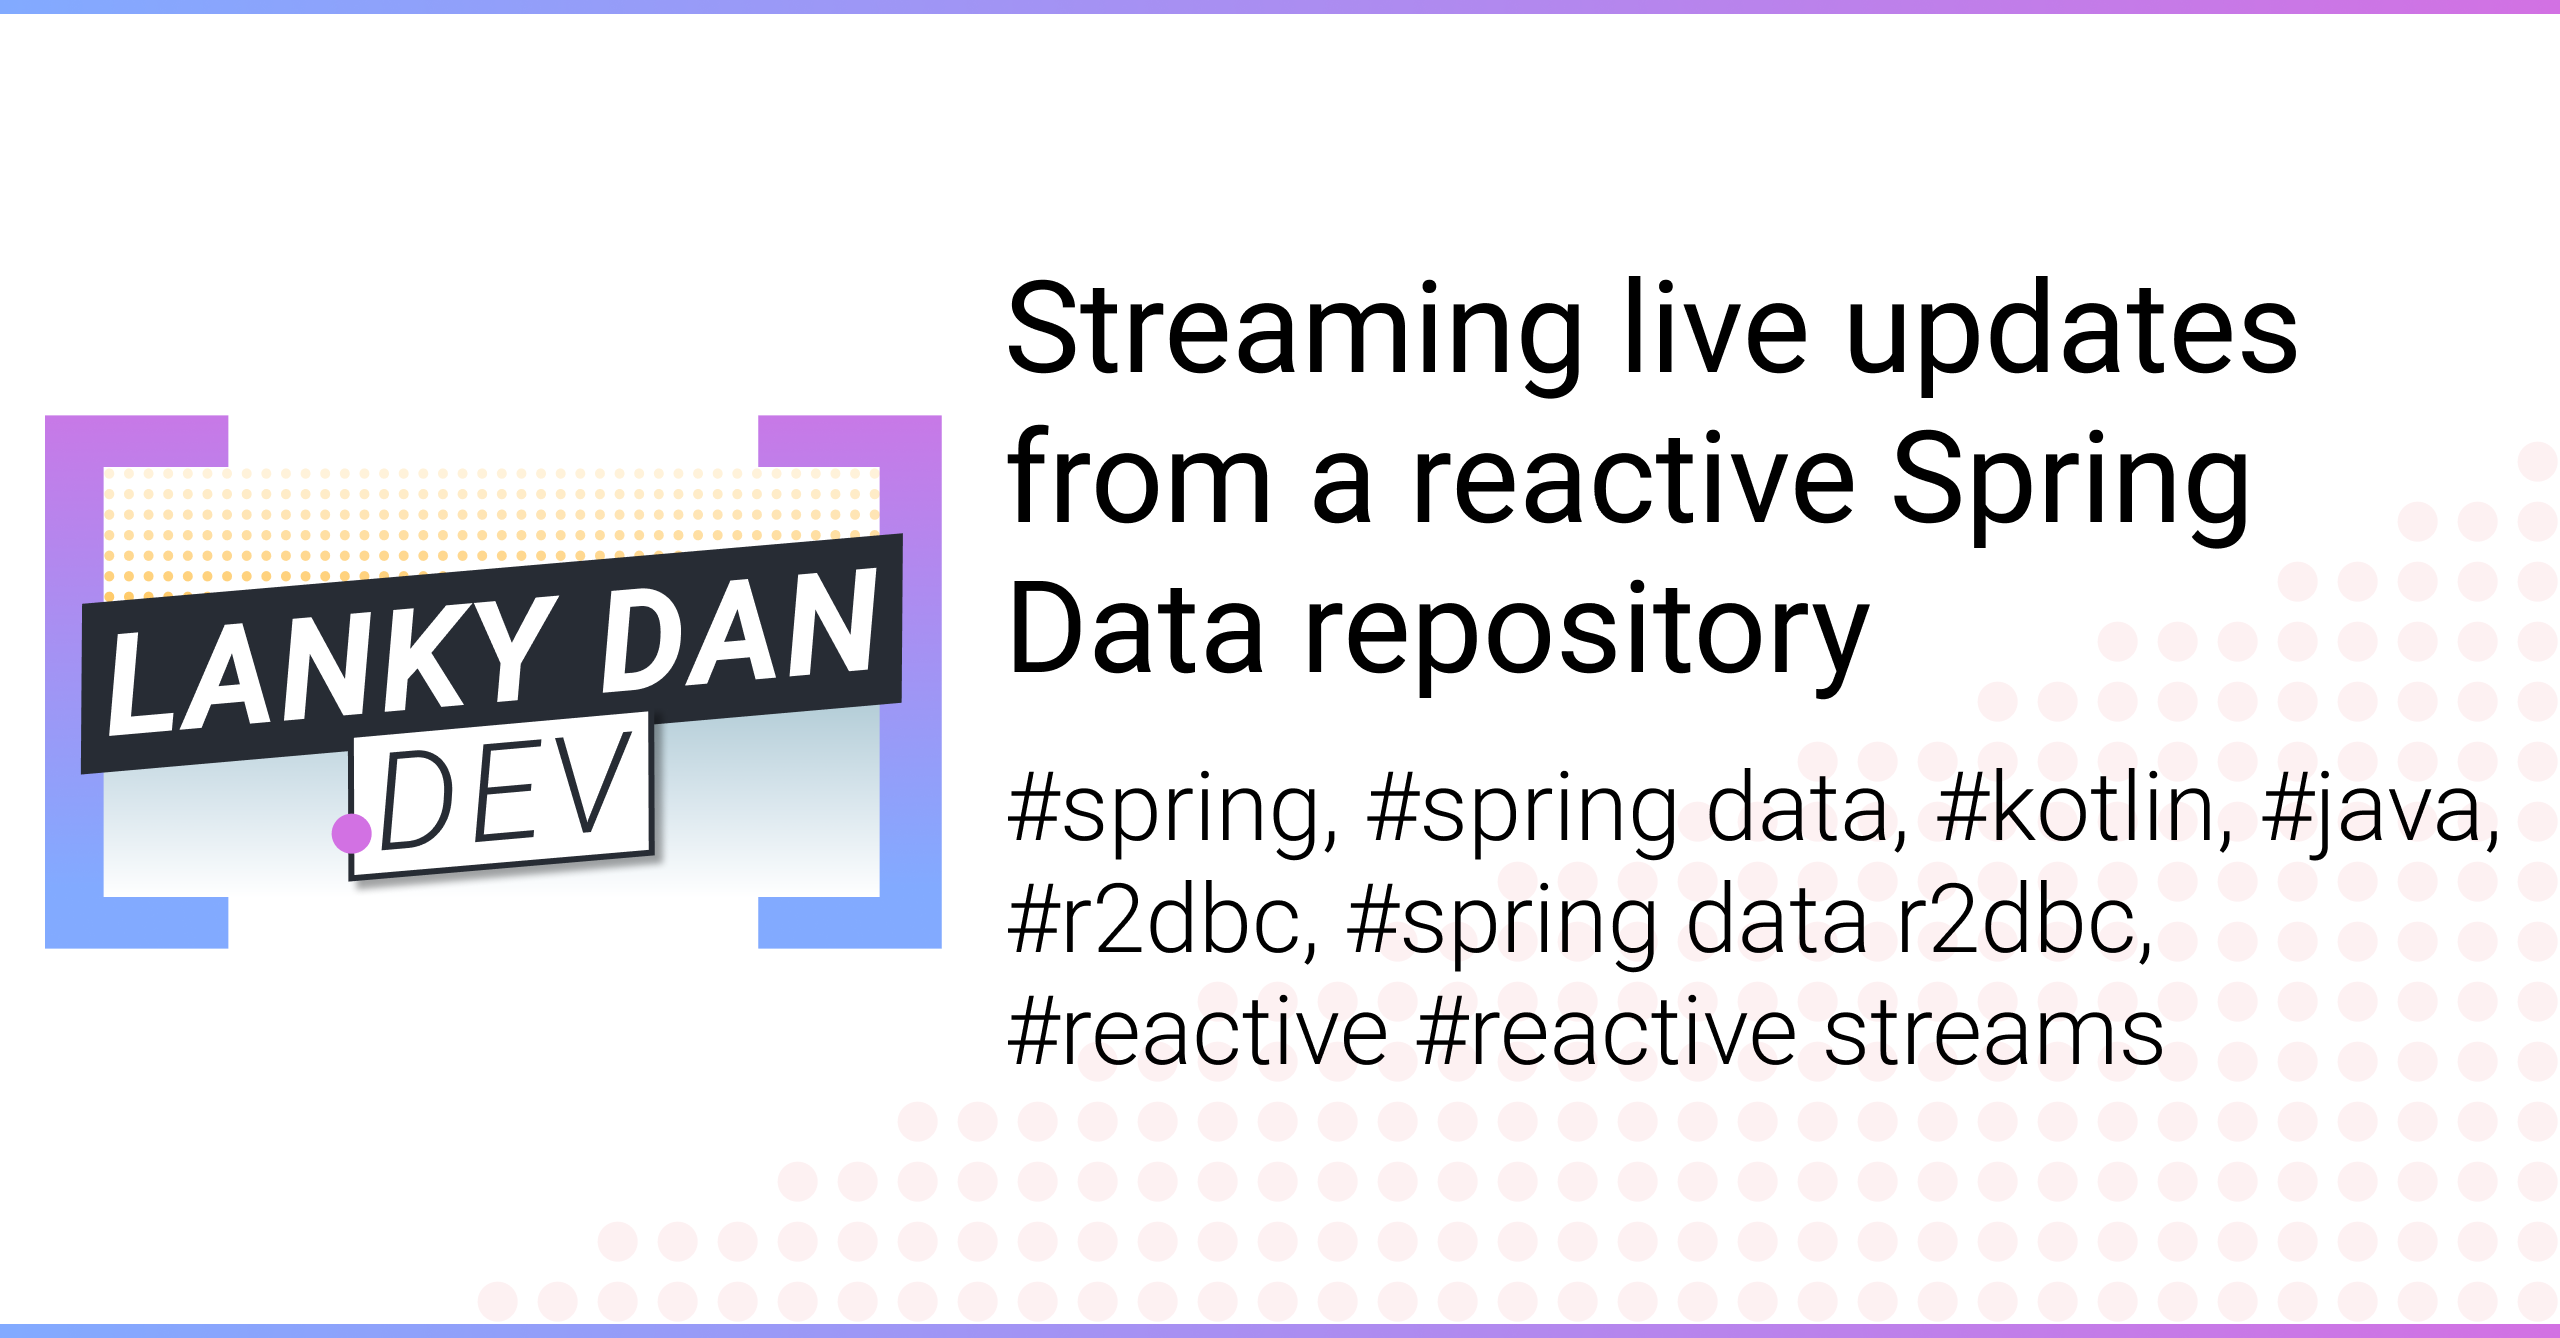 LANKY DAN
.DEV
Streaming live updates
from a reactive Spring
Data repository
#spring, #spring data, #kotlin, #java,
#r2dbc, #spring data r2dbc,
#reactive #reactive streams